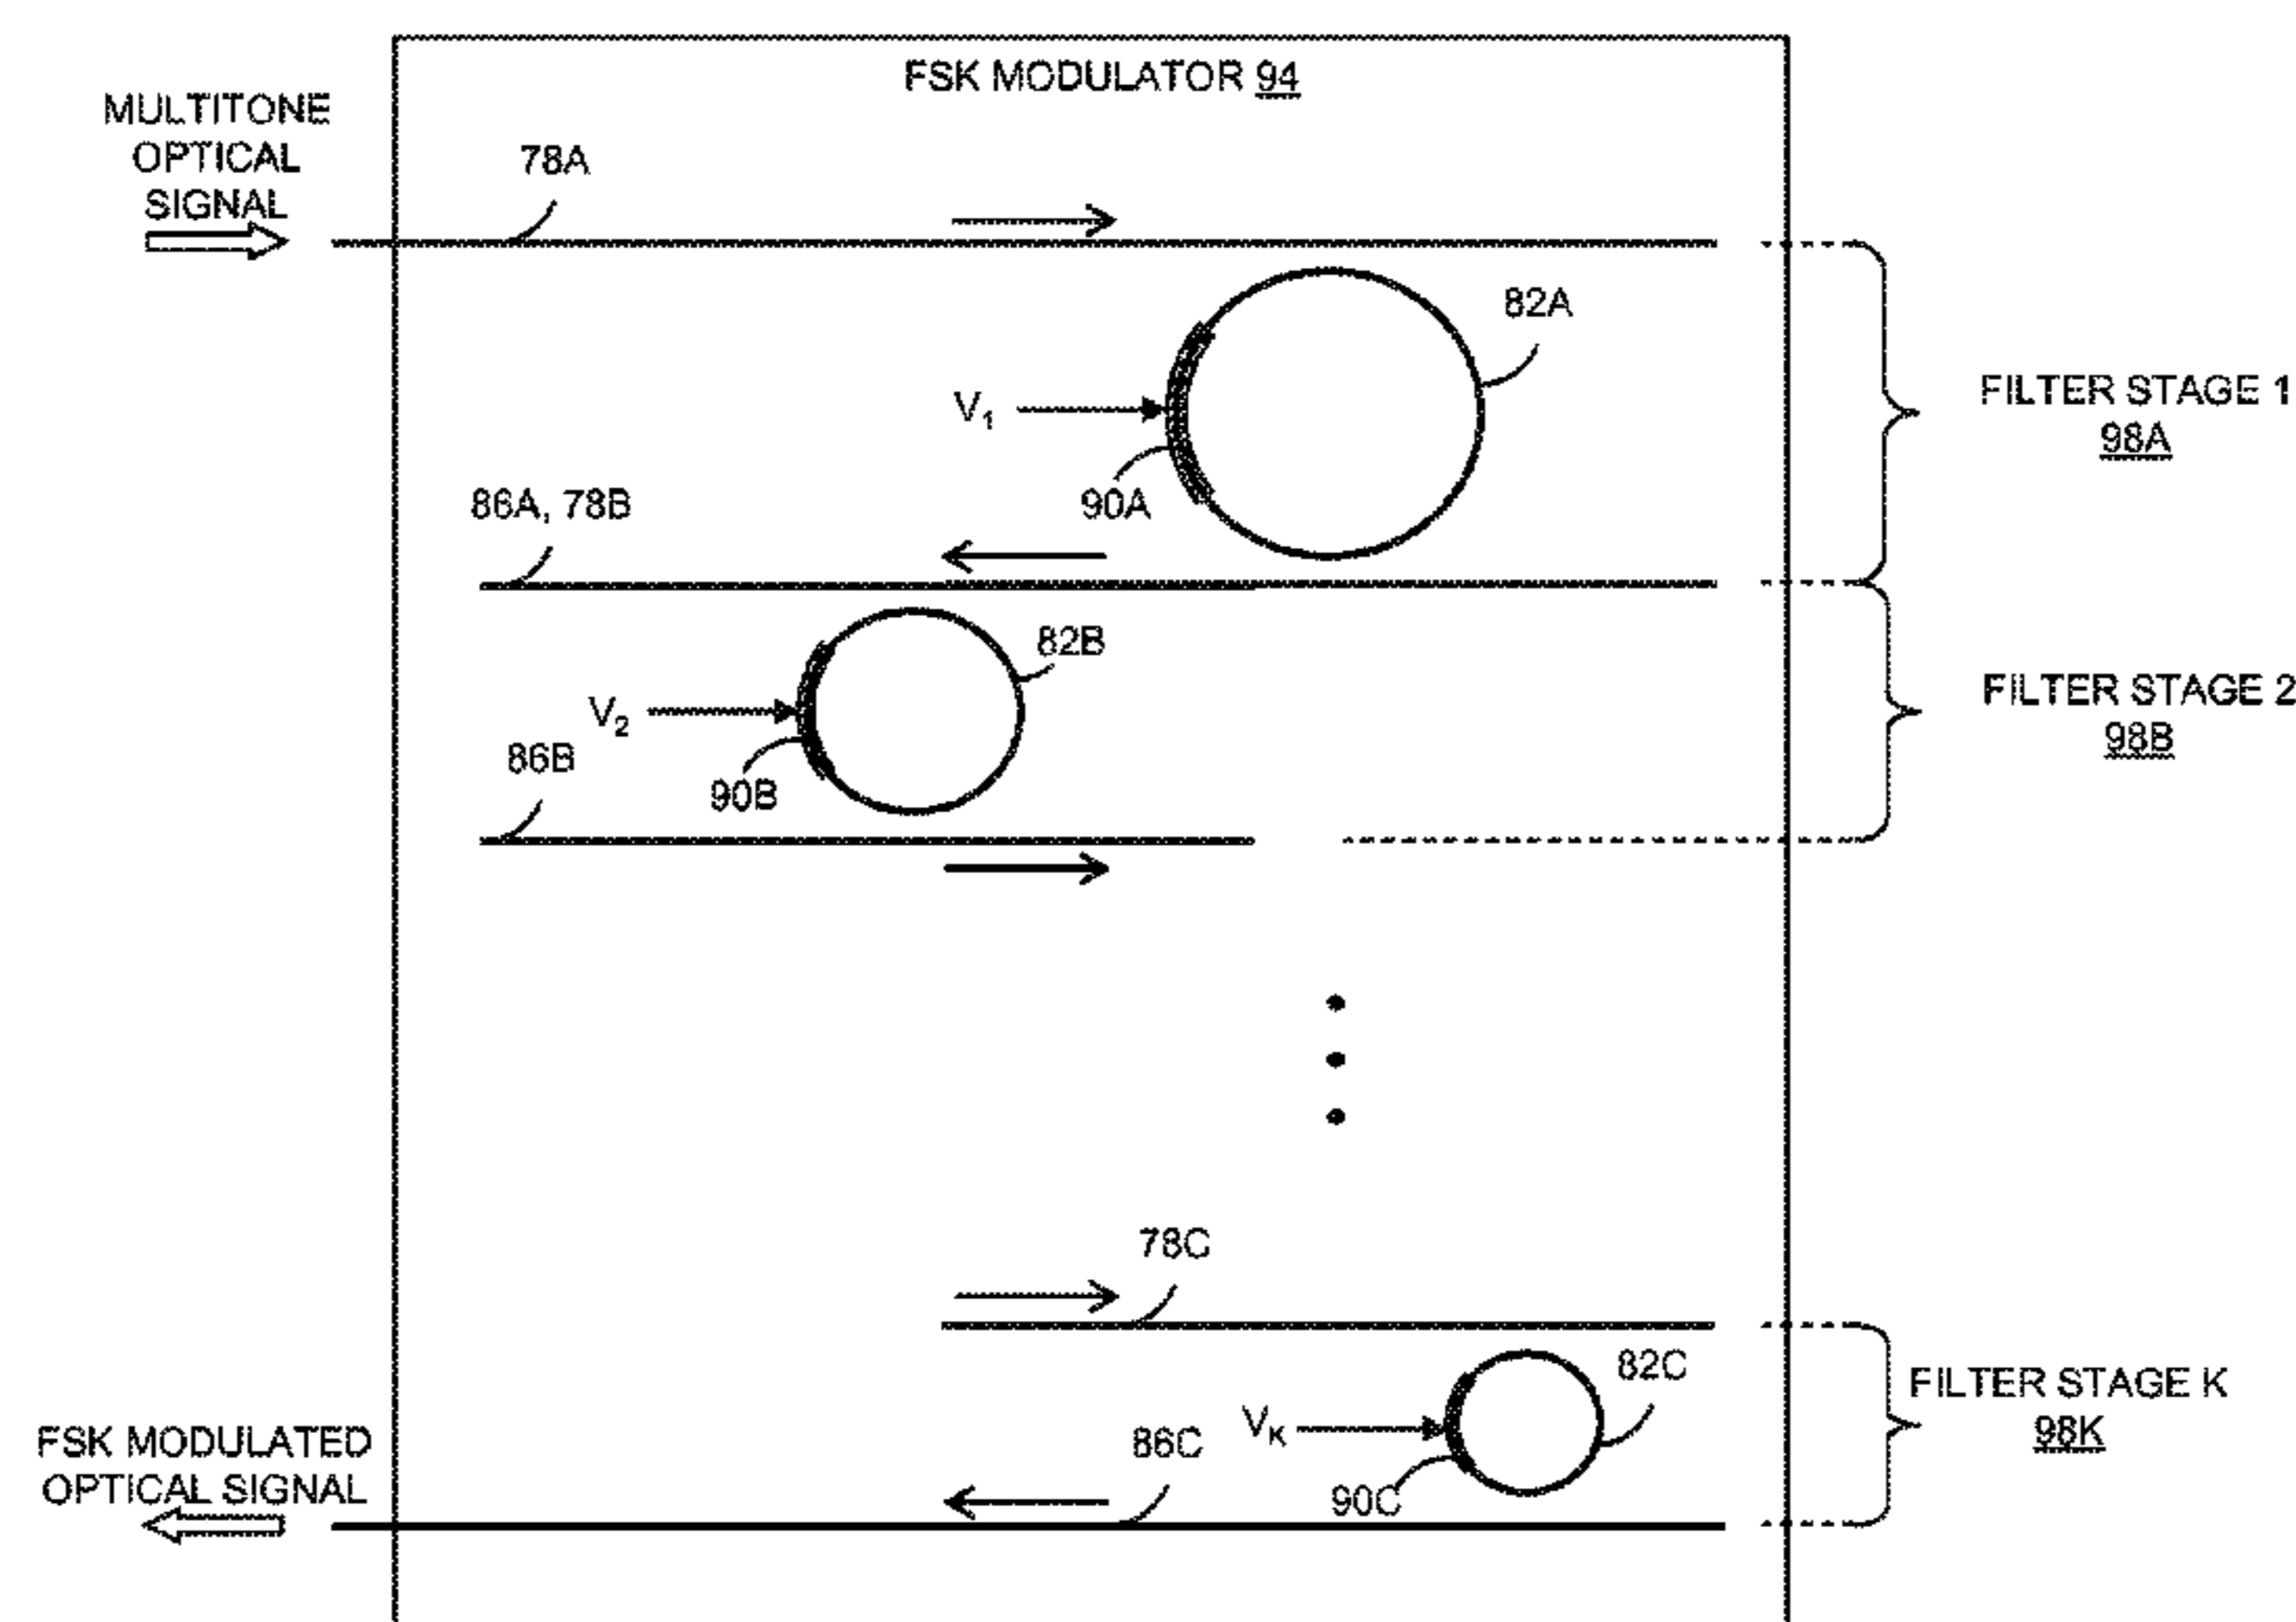 FSK MODULATOR 94
MULTITONE
OPTICAL
SIGNAL
78A
82A
V1
90A
FILTER STAGE 1
98A
86A, 78B
82B
V2
90B
FILTER STAGE 2
98B
86B
78C
82C
VK
90C
FILTER STAGE K
98K
86C
FSK MODULATED
OPTICAL SIGNAL